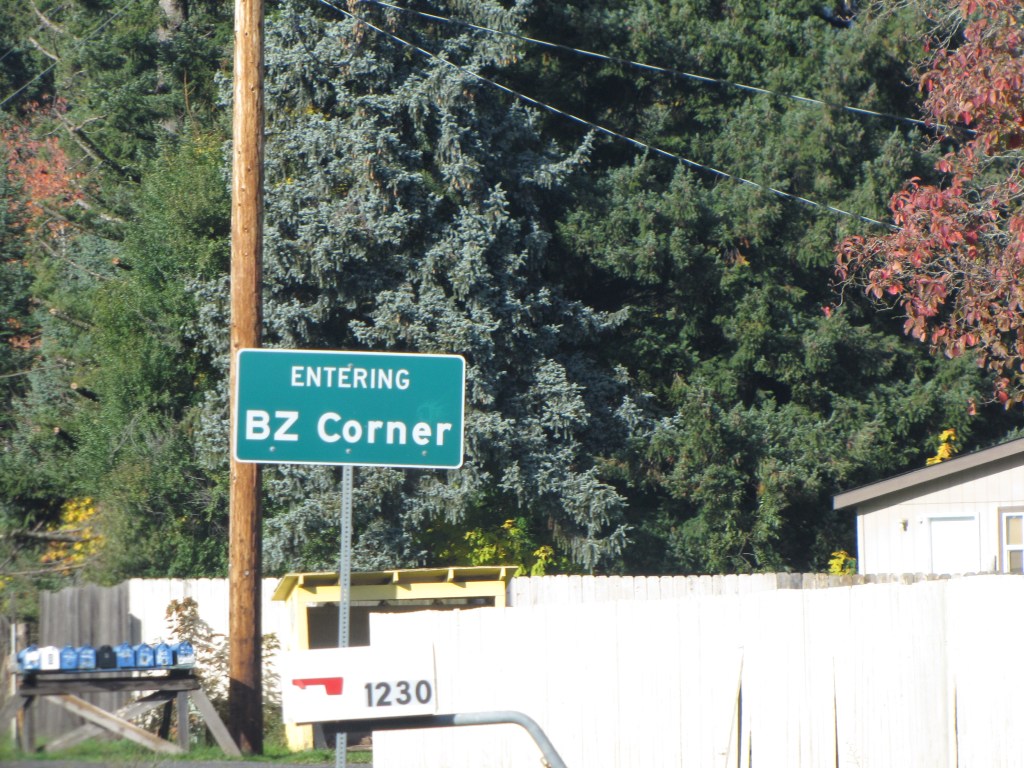 ENTERING
BZ Corner
1230